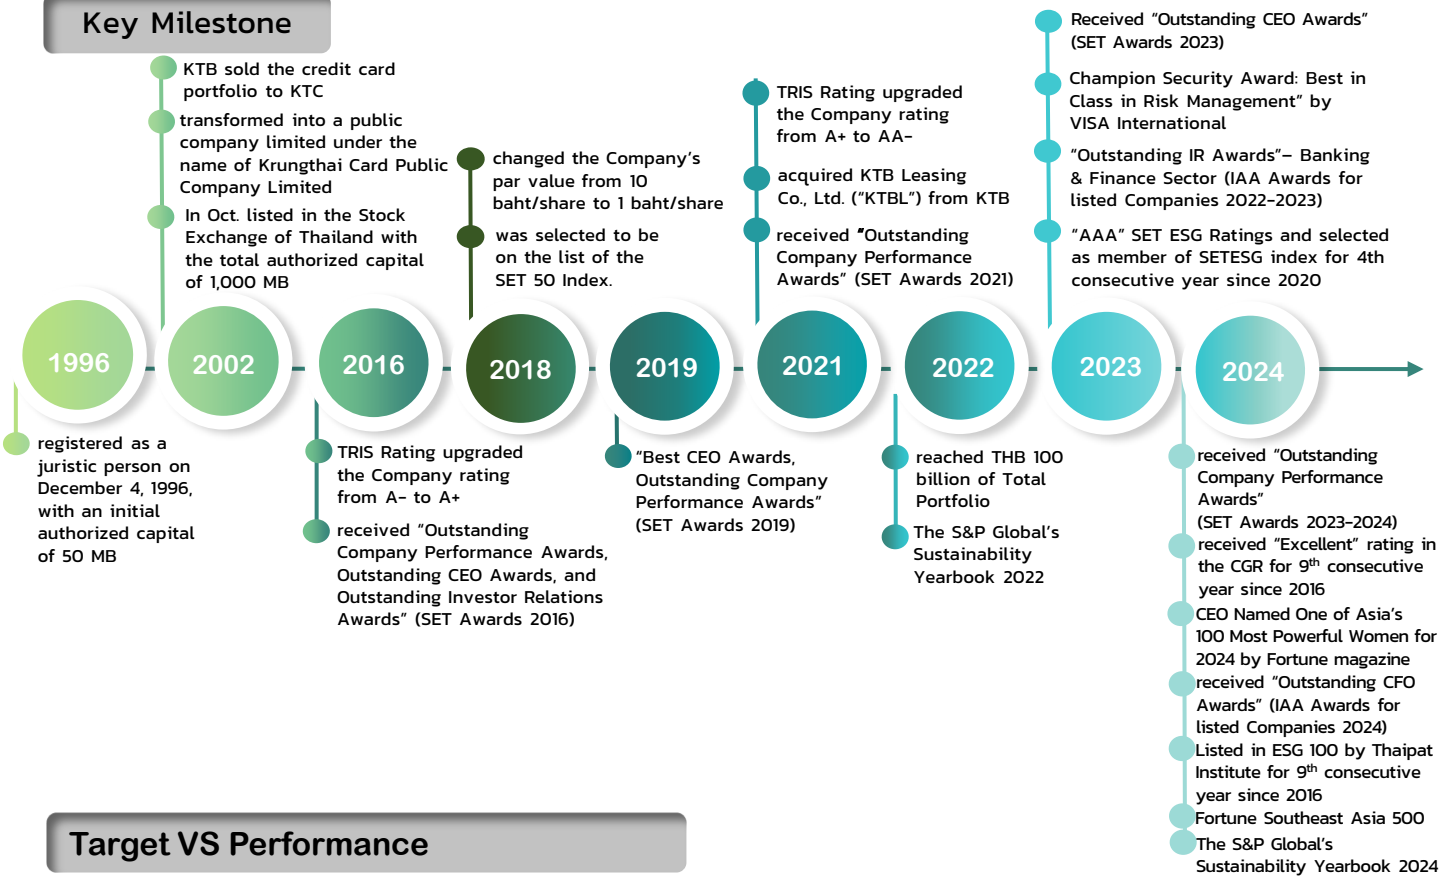 Key Milestone
KTB sold the credit card
portfolio to KTC
transformed into a public
company limited under the
name of Krungthai Card Public
Company Limited
In Oct. listed in the Stock
Exchange of Thailand with
the total authorized capital
of 1,000 MB
changed the Company's
par value from 10
baht/share to 1 baht/share
was selected to be
on the list of the
SET 50 Index.
TRIS Rating upgraded
the Company rating
from A+ to AA-
acquired KTB Leasing
Co., Ltd. ("KTBL") from KTB
received "Outstanding
Company Performance
Awards" (SET Awards 2021)
Received "Outstanding CEO Awards"
(SET Awards 2023)
Champion Security Award: Best in
Class in Risk Management" by
VISA International
"Outstanding IR Awards"– Banking
& Finance Sector (IAA Awards for
listed Companies 2022-2023)
"AAA" SET ESG Ratings and selected
as member of SETESG index for 4th
consecutive year since 2020
1996
2002
2016
2018
2019
2021
2022
2023
2024
registered as a
juristic person on
December 4, 1996,
with an initial
authorized capital
of 50 MB
TRIS Rating upgraded
the Company rating
from A- to A+
received "Outstanding
Company Performance Awards,
Outstanding CEO Awards, and
Outstanding Investor Relations
Awards" (SET Awards 2016)
"Best CEO Awards,
Outstanding Company
Performance Awards"
(SET Awards 2019)
reached THB 100
billion of Total
Portfolio
The S&P Global's
Sustainability
Yearbook 2022
received "Outstanding
Company Performance
Awards"
(SET Awards 2023-2024)
received "Excellent" rating in
the CGR for 9th consecutive
year since 2016
CEO Named One of Asia's
100 Most Powerful Women for
2024 by Fortune magazine
received "Outstanding CFO
Awards" (IAA Awards for
listed Companies 2024)
Listed in ESG 100 by Thaipat
Institute for 9th consecutive
year since 2016
Fortune Southeast Asia 500
The S&P Global's
Sustainability Yearbook 2024
Target VS Performance